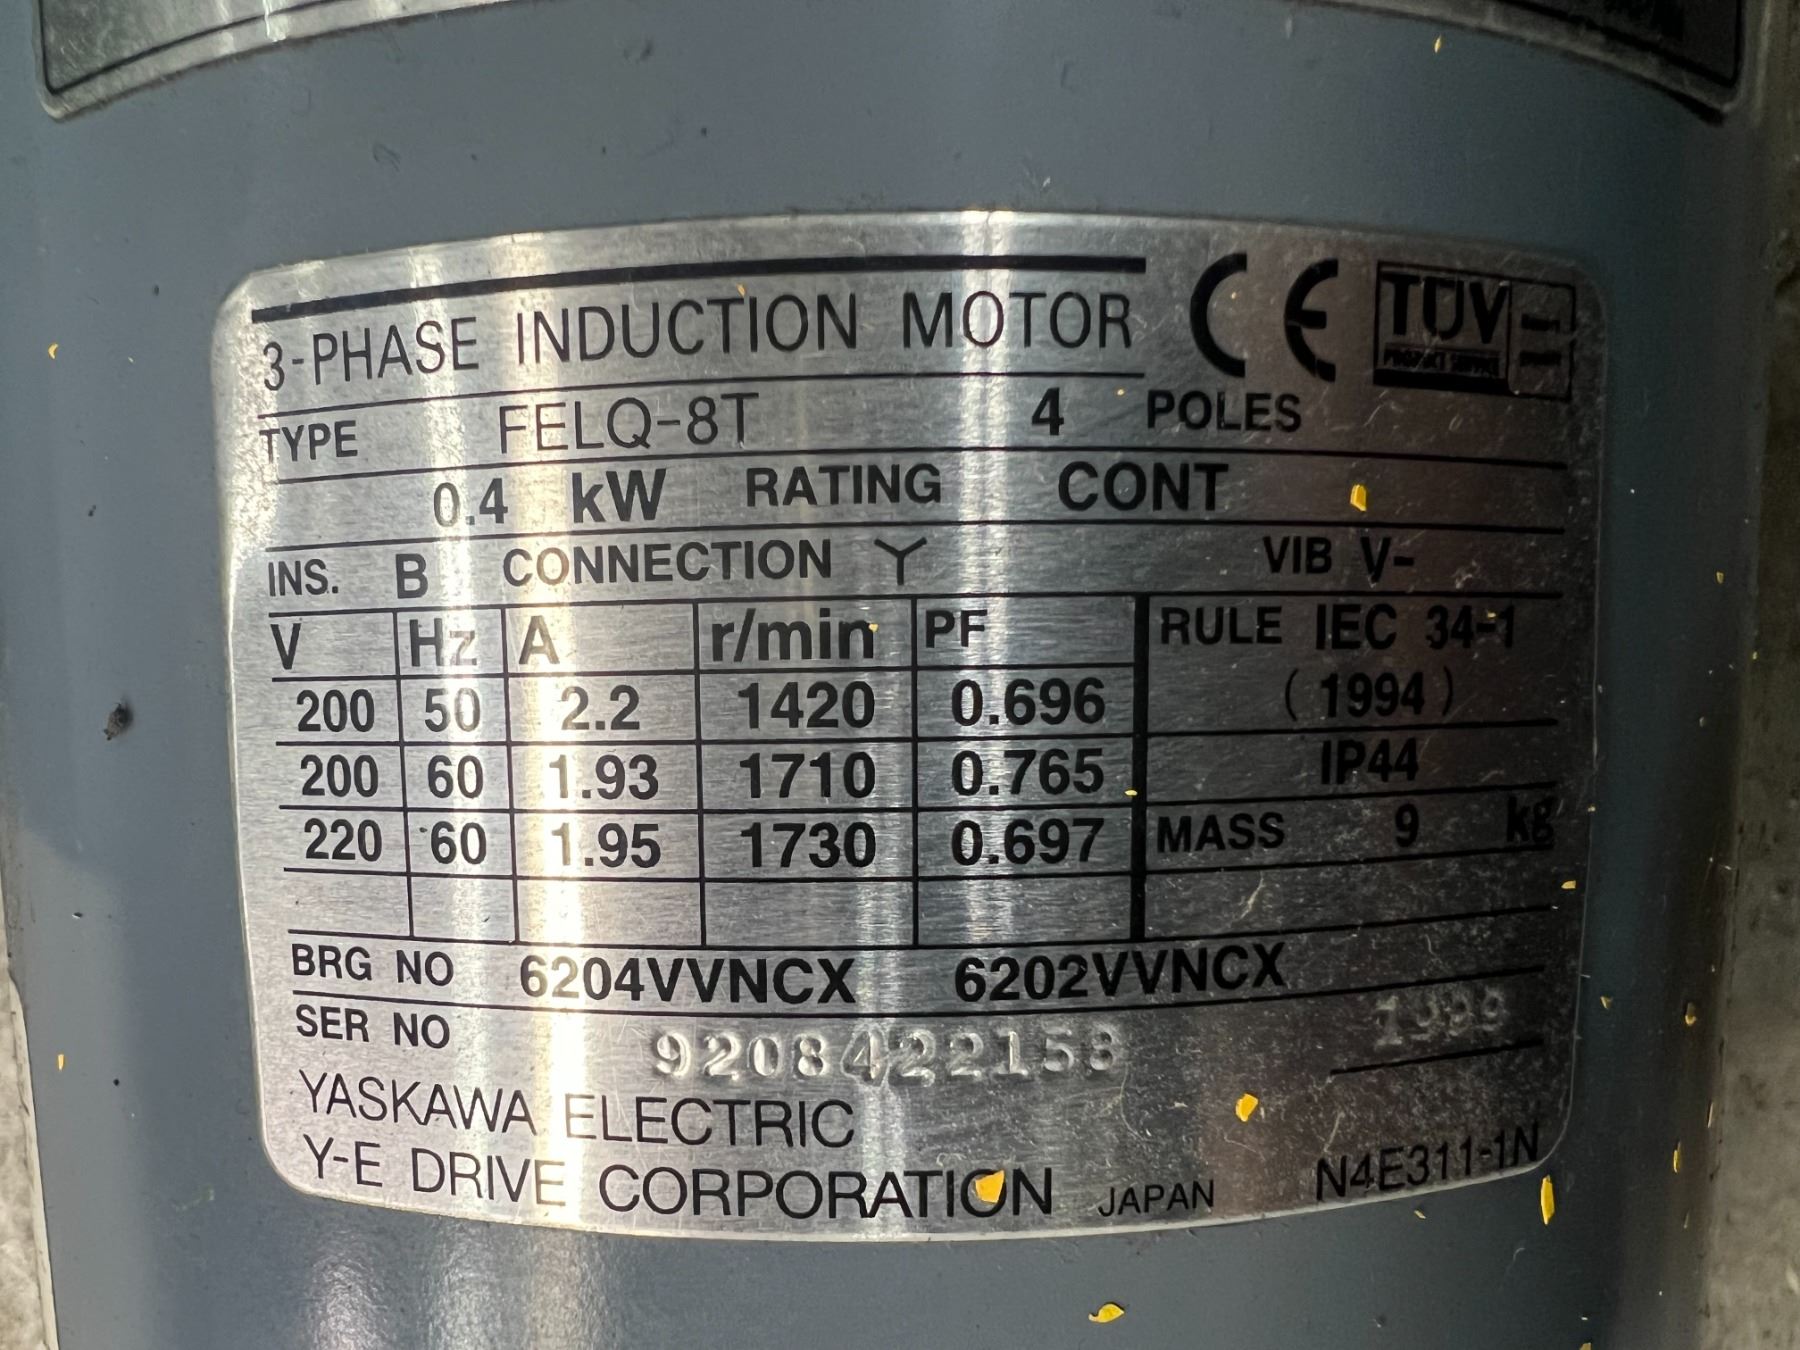 3-PHASE INDUCTION MOTOR CE TÜV PRODUCT SERVICE
TYPE FELQ-8T 4 POLES
0.4 kW RATING CONT
INS. B CONNECTION Y VIB V-
V Hz A r/min PF RULE IEC 34-1
200 50 2.2 1420 0.696 (1994)
200 60 1.93 1710 0.765 IP44
220 60 1.95 1730 0.697 MASS 9 kg
BRG NO 6204VVNCX 6202VVNCX
SER NO 9208422158 1999
YASKAWA ELECTRIC
Y-E DRIVE CORPORATION JAPAN N4E311-1N